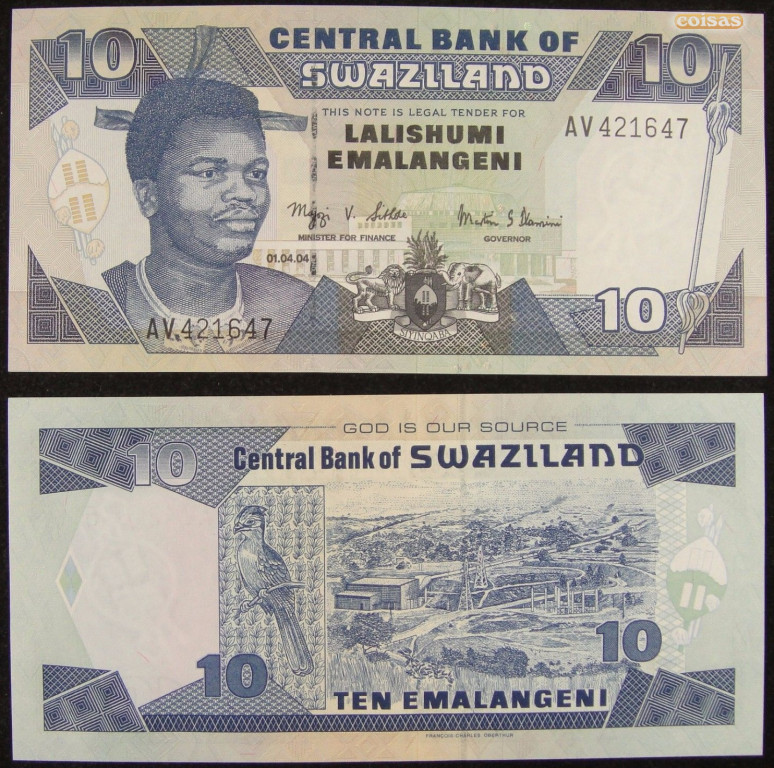 coisas
10
CENTRAL BANK OF
SWAZILAND
10
THIS NOTE IS LEGAL TENDER FOR
LALISHUMI
EMALANGENI
AV421647
MINISTER FOR FINANCE
GOVERNOR
01.04.04
AV421647
SIYINQABA
10
GOD IS OUR SOURCE
10
Central Bank of SWAZILAND
10
10
TEN EMALANGENI
FRANÇOIS-CHARLES OBERTHUR